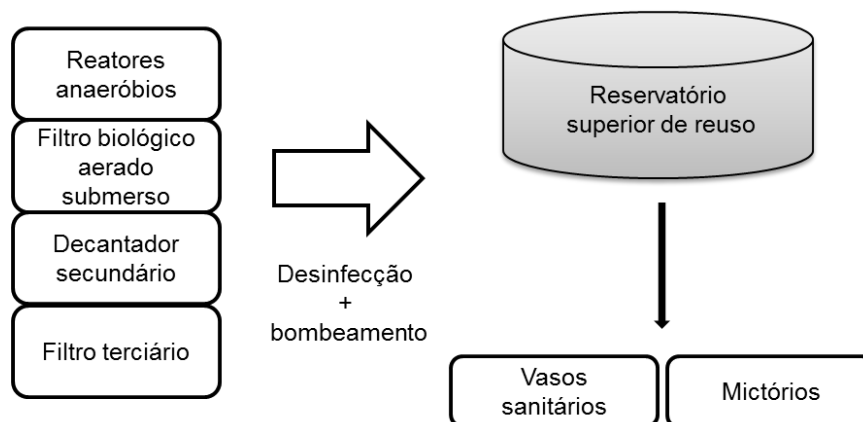 Reatores
anaeróbios
Filtro biológico
aerado
submerso
Decantador
secundário
Filtro terciário
Desinfecção
+
bombeamento
Reservatório
superior de reuso
Vasos
sanitários
Mictórios